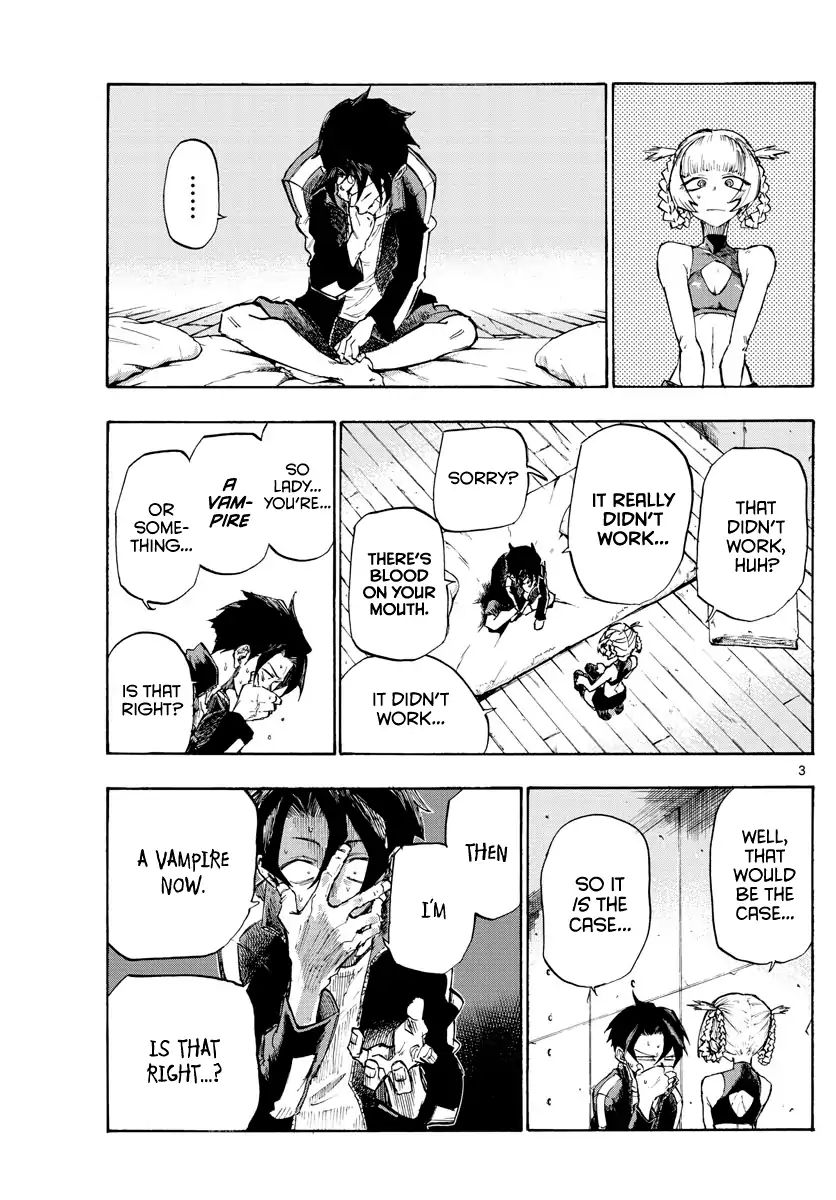 ......
THAT
DIDN'T
WORK,
HUH?
IT REALLY
DIDN'T
WORK...
SORRY?
THERE'S
BLOOD
ON YOUR
MOUTH.
IT DIDN'T
WORK...
SO
LADY...
YOU'RE...
A
VAM-
PIRE
OR
SOME-
THING...
IS THAT
RIGHT?
3
WELL,
THAT
WOULD
BE THE
CASE...
SO IT
IS THE
CASE...
THEN
I'M
A VAMPIRE
NOW.
IS THAT
RIGHT...?